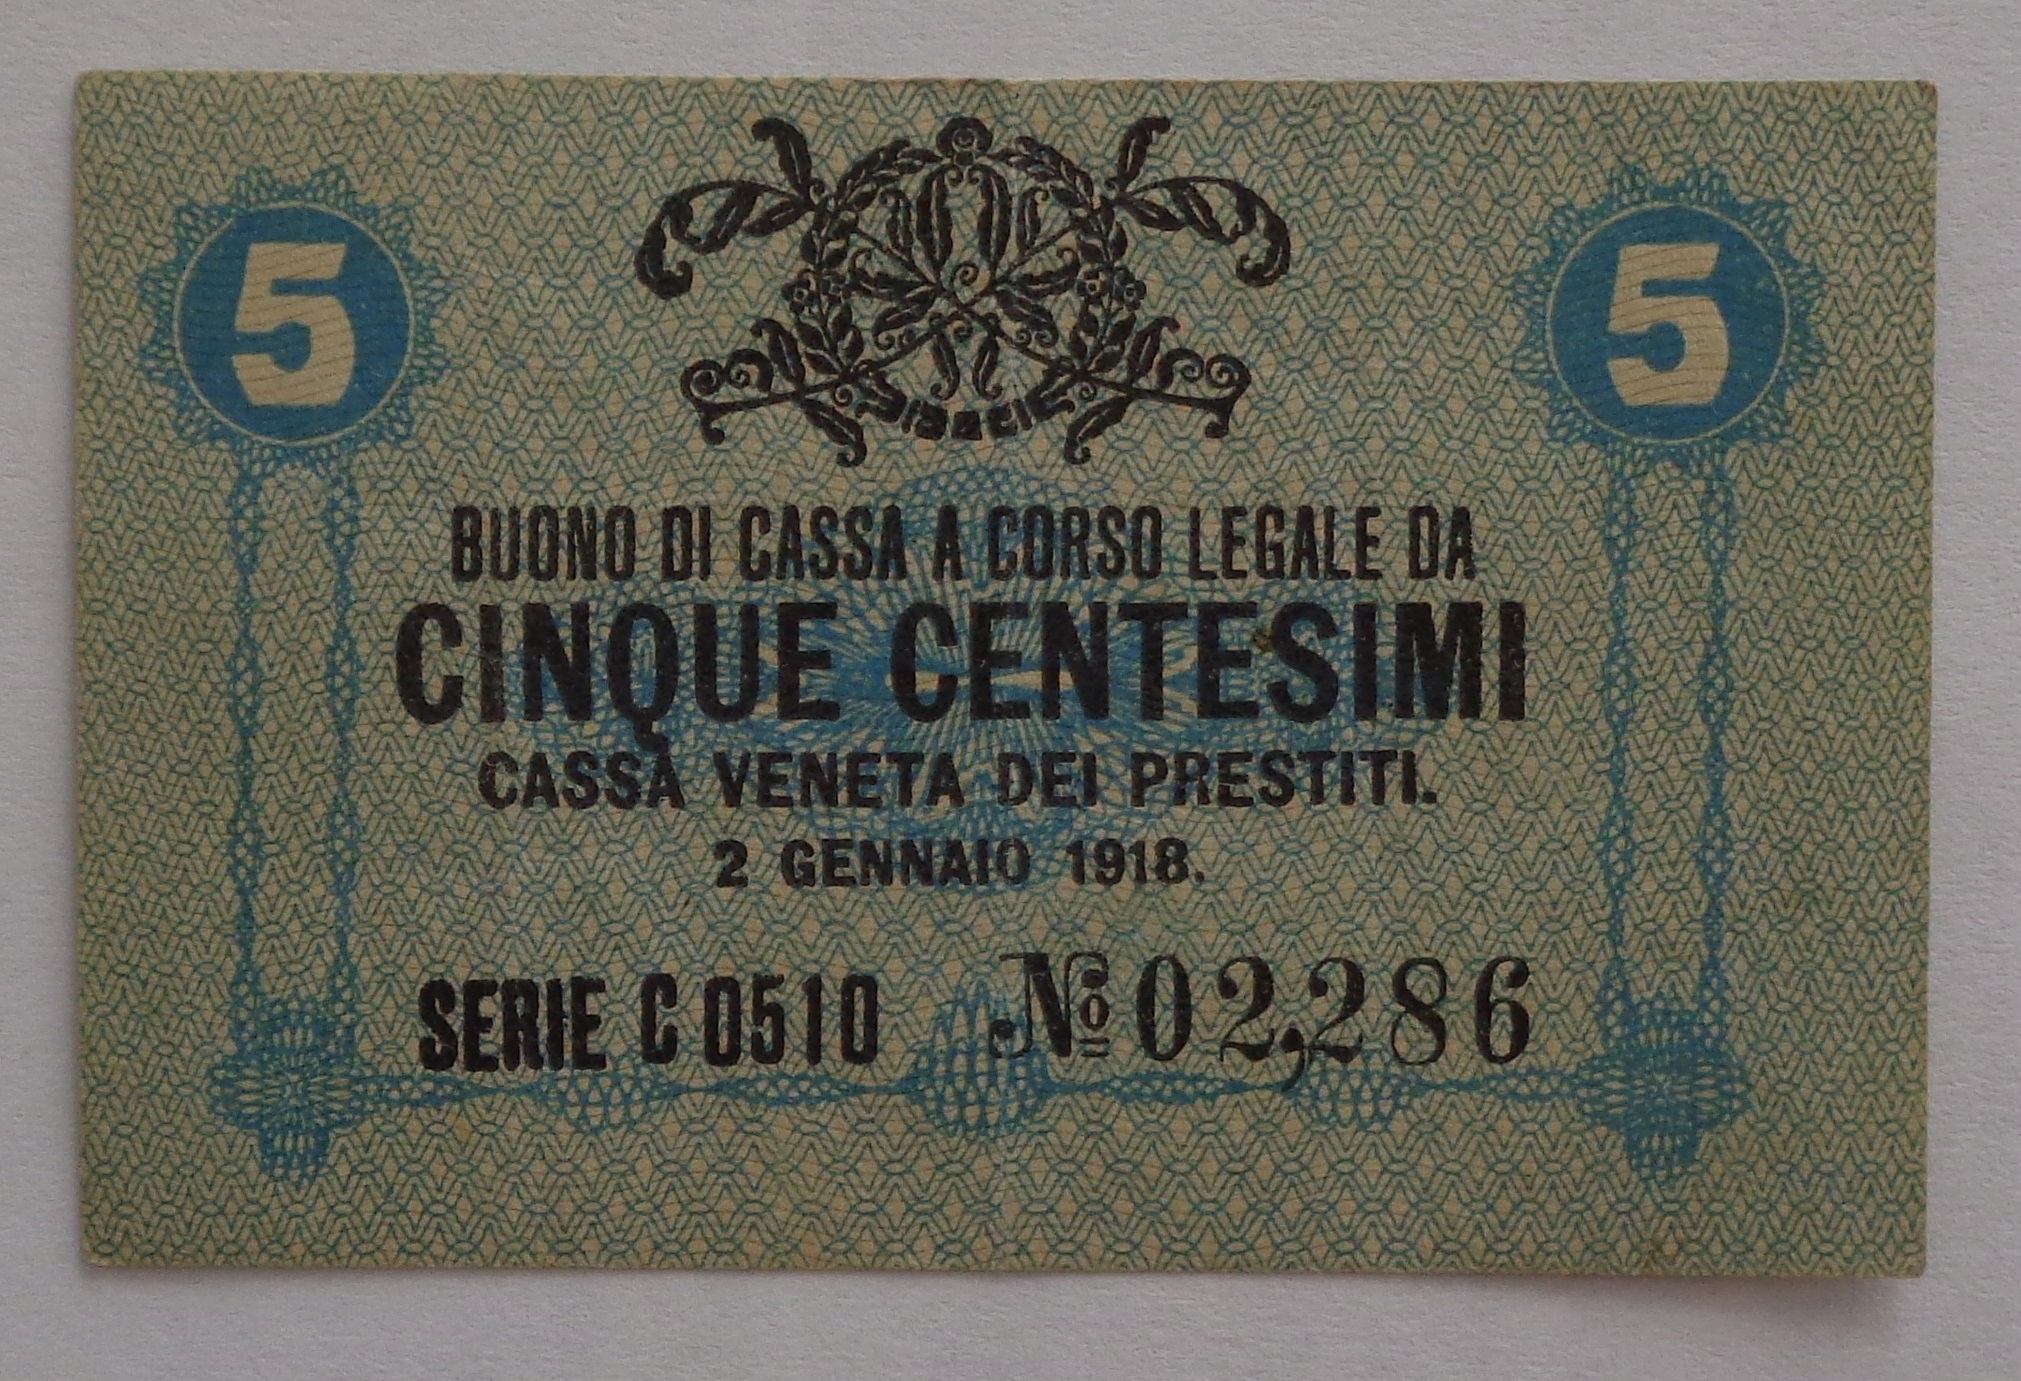 5 5
BUONO DI CASSA A CORSO LEGALE DA
CINQUE CENTESIMI
CASSA VENETA DEI PRESTITI.
2 GENNAIO 1918.
SERIE C 0510 No 02,286